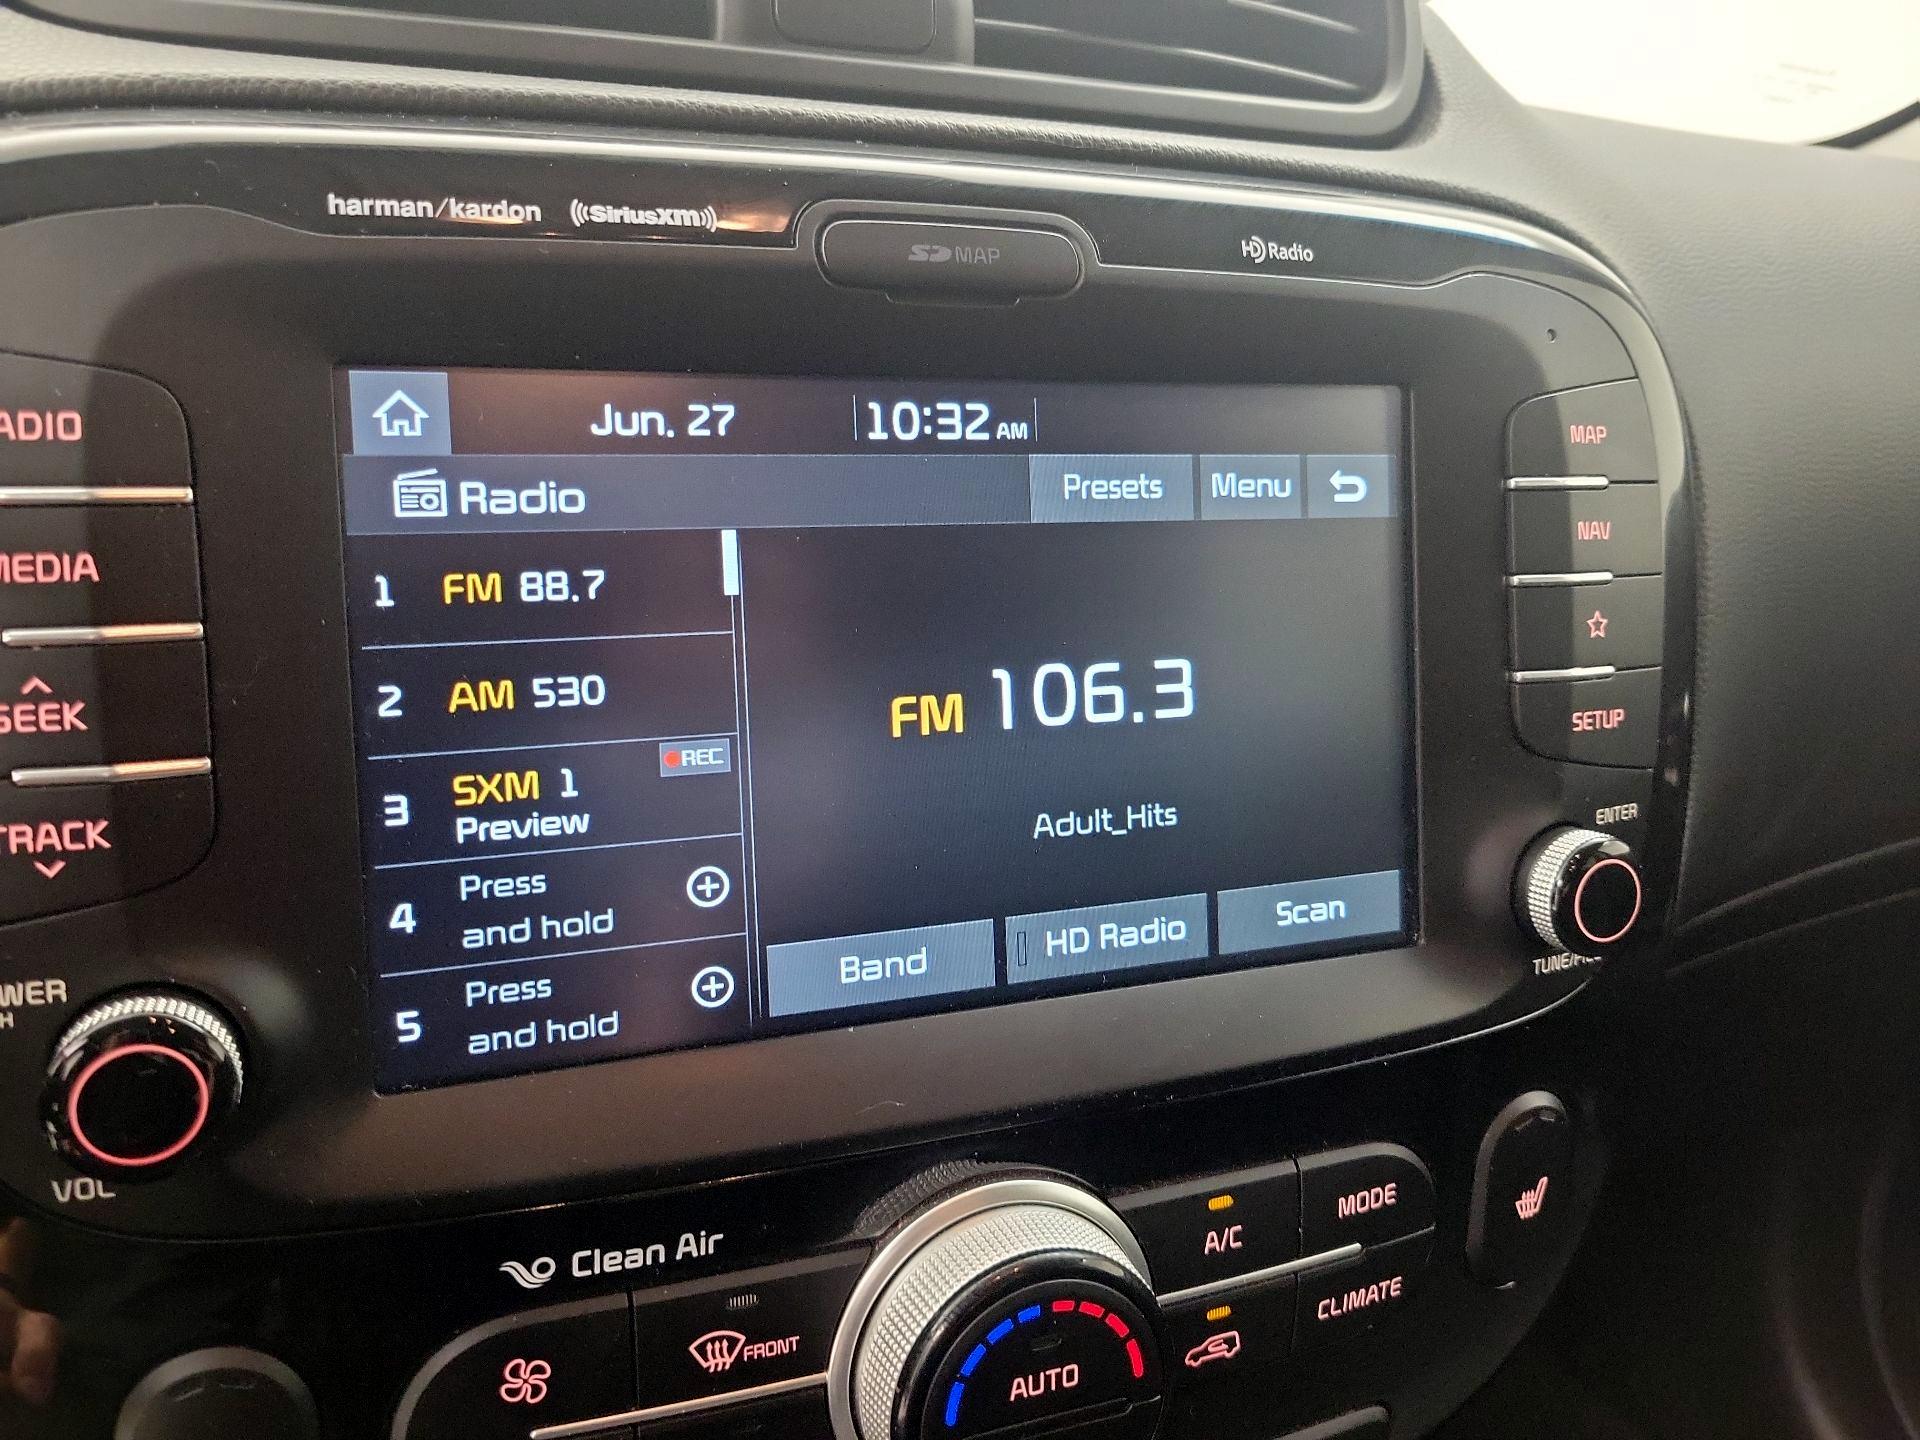 harman/kardon
((SiriusXM))
SD MAP
HD Radio
Jun. 27
10:32 AM
Radio
Presets
Menu
1 FM 88.7
2 AM 530
3 SXM 1
REC
Preview
4 Press
and hold
5 Press
and hold
FM 106.3
Adult_Hits
Band
HD Radio
Scan
ADIO
MEDIA
SEEK
TRACK
WER
H
VOL
MAP
NAV
SETUP
ENTER
Clean Air
FRONT
AUTO
A/C
MODE
CLIMATE